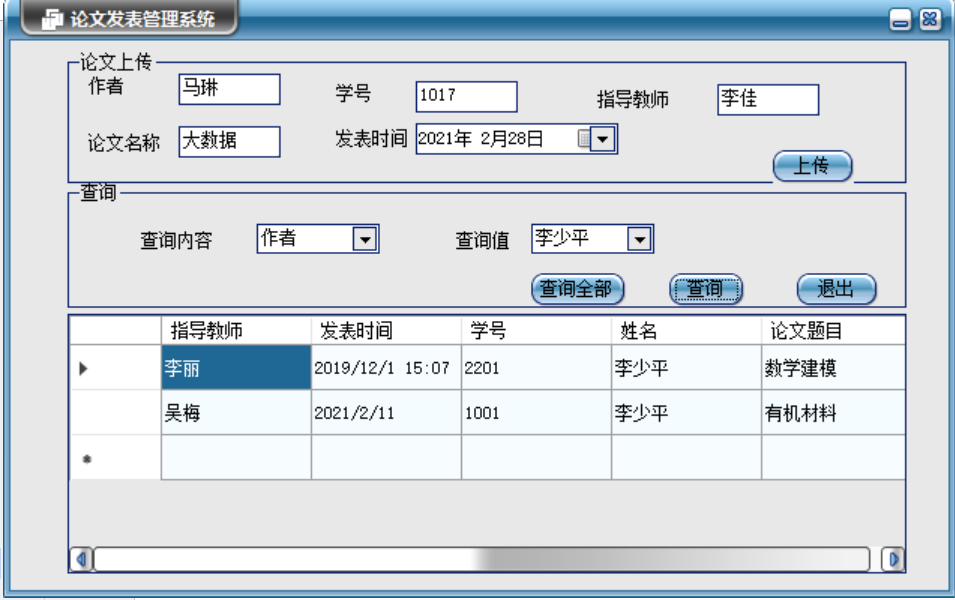 论文发表管理系统
论文上传
作者 马琳 学号 1017 指导教师 李佳
论文名称 大数据 发表时间 2021年 2月28日
上传
查询
查询内容 作者 查询值 李少平
查询全部 查询 退出
指导教师 发表时间 学号 姓名 论文题目
李丽 2019/12/1 15:07 2201 李少平 数学建模
吴梅 2021/2/11 1001 李少平 有机材料